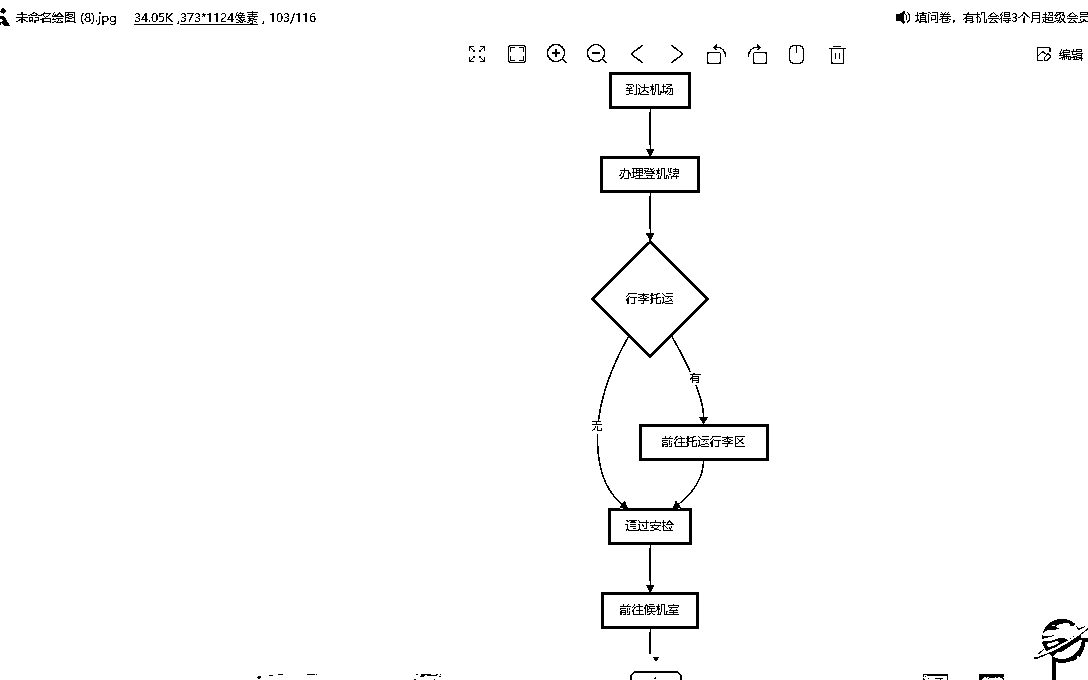 未命名绘图 (8).jpg 34.05K ,373*1124像素 , 103/116
填问卷，有机会得3个月超级会员
编辑
到达机场
办理登机牌
行李托运
有
无
前往托运行李区
通过安检
前往候机室